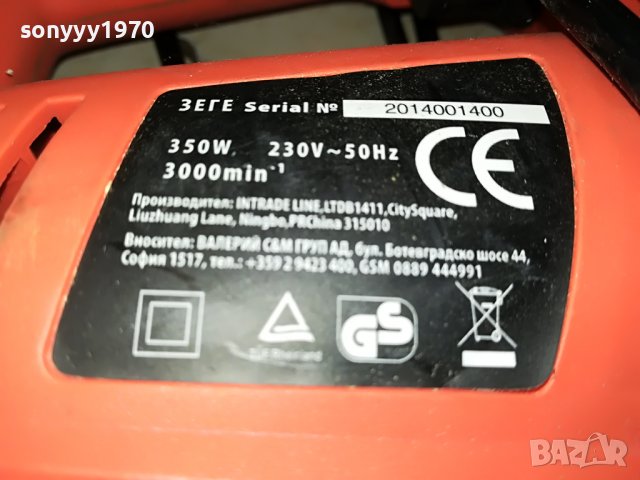 sonyyy1970
ЗЕГЕ Serial № 2014001400
350W, 230V~50Hz
3000min⁻¹
CE
Производител: INTRADE LINE,LTDB1411,CitySquare,
Liuzhuang Lane, Ningbo,PRChina 315010
Вносител: ВАЛЕРИЙ С&М ГРУП АД, бул. Ботевградско шосе 44,
София 1517, тел.: +359 2 9423 400, GSM 0889 444991
GS
BAZAR